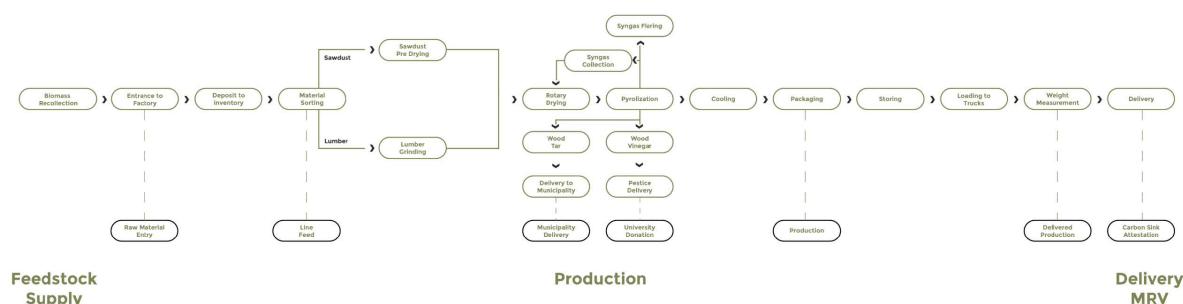 Syngas Flering
Syngas
Collection
Sawdust
Sawdust
Pre Drying
Biomass
Recollection
Entrance to
Factory
Deposit to
inventory
Material
Sorting
Rotary
Drying
Pyrolization
Cooling
Packaging
Storing
Loading to
Trucks
Weight
Measurement
Delivery
Lumber
Lumber
Grinding
Wood
Tar
Wood
Vinegar
Delivery to
Municipality
Pestice
Delivery
Raw Material
Entry
Line
Feed
Municipality
Delivery
University
Donation
Production
Delivered
Production
Carbon Sink
Attestation
Feedstock
Supply
Production
Delivery
MRV